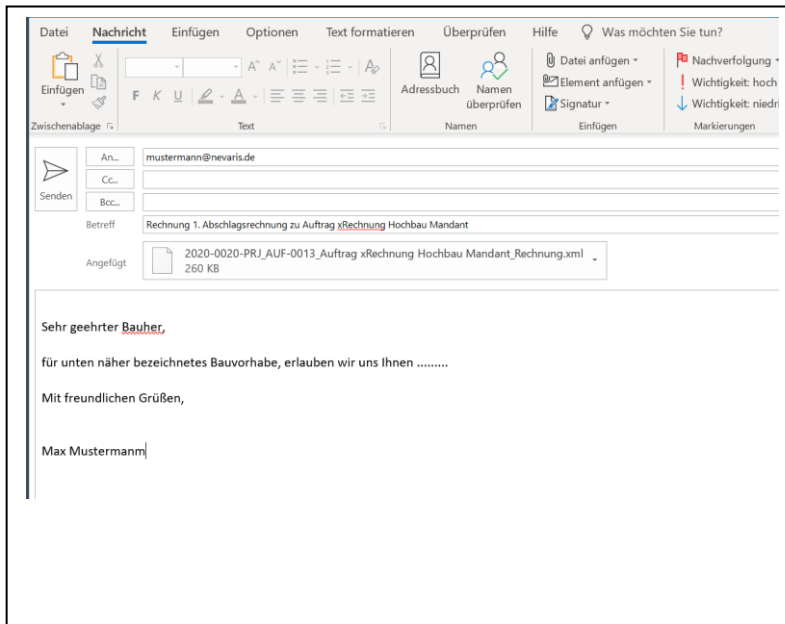 Datei Nachricht Einfügen Optionen Text formatieren Überprüfen Hilfe Was möchten Sie tun?
Einfügen
F K U A
Adressbuch
Namen überprüfen
Datei anfügen
Element anfügen
Signatur
Nachverfolgung
Wichtigkeit: hoch
Wichtigkeit: niedri
Zwischenablage Text Namen Einfügen Markierungen
Senden
An... mustermann@nevaris.de
Cc...
Bcc...
Betreff Rechnung 1. Abschlagsrechnung zu Auftrag xRechnung Hochbau Mandant
Angefügt 2020-0020-PRJ_AUF-0013_Auftrag xRechnung Hochbau Mandant_Rechnung.xml
260 KB
Sehr geehrter Bauher,
für unten näher bezeichnetes Bauvorhabe, erlauben wir uns Ihnen .........
Mit freundlichen Grüßen,
Max Mustermanm